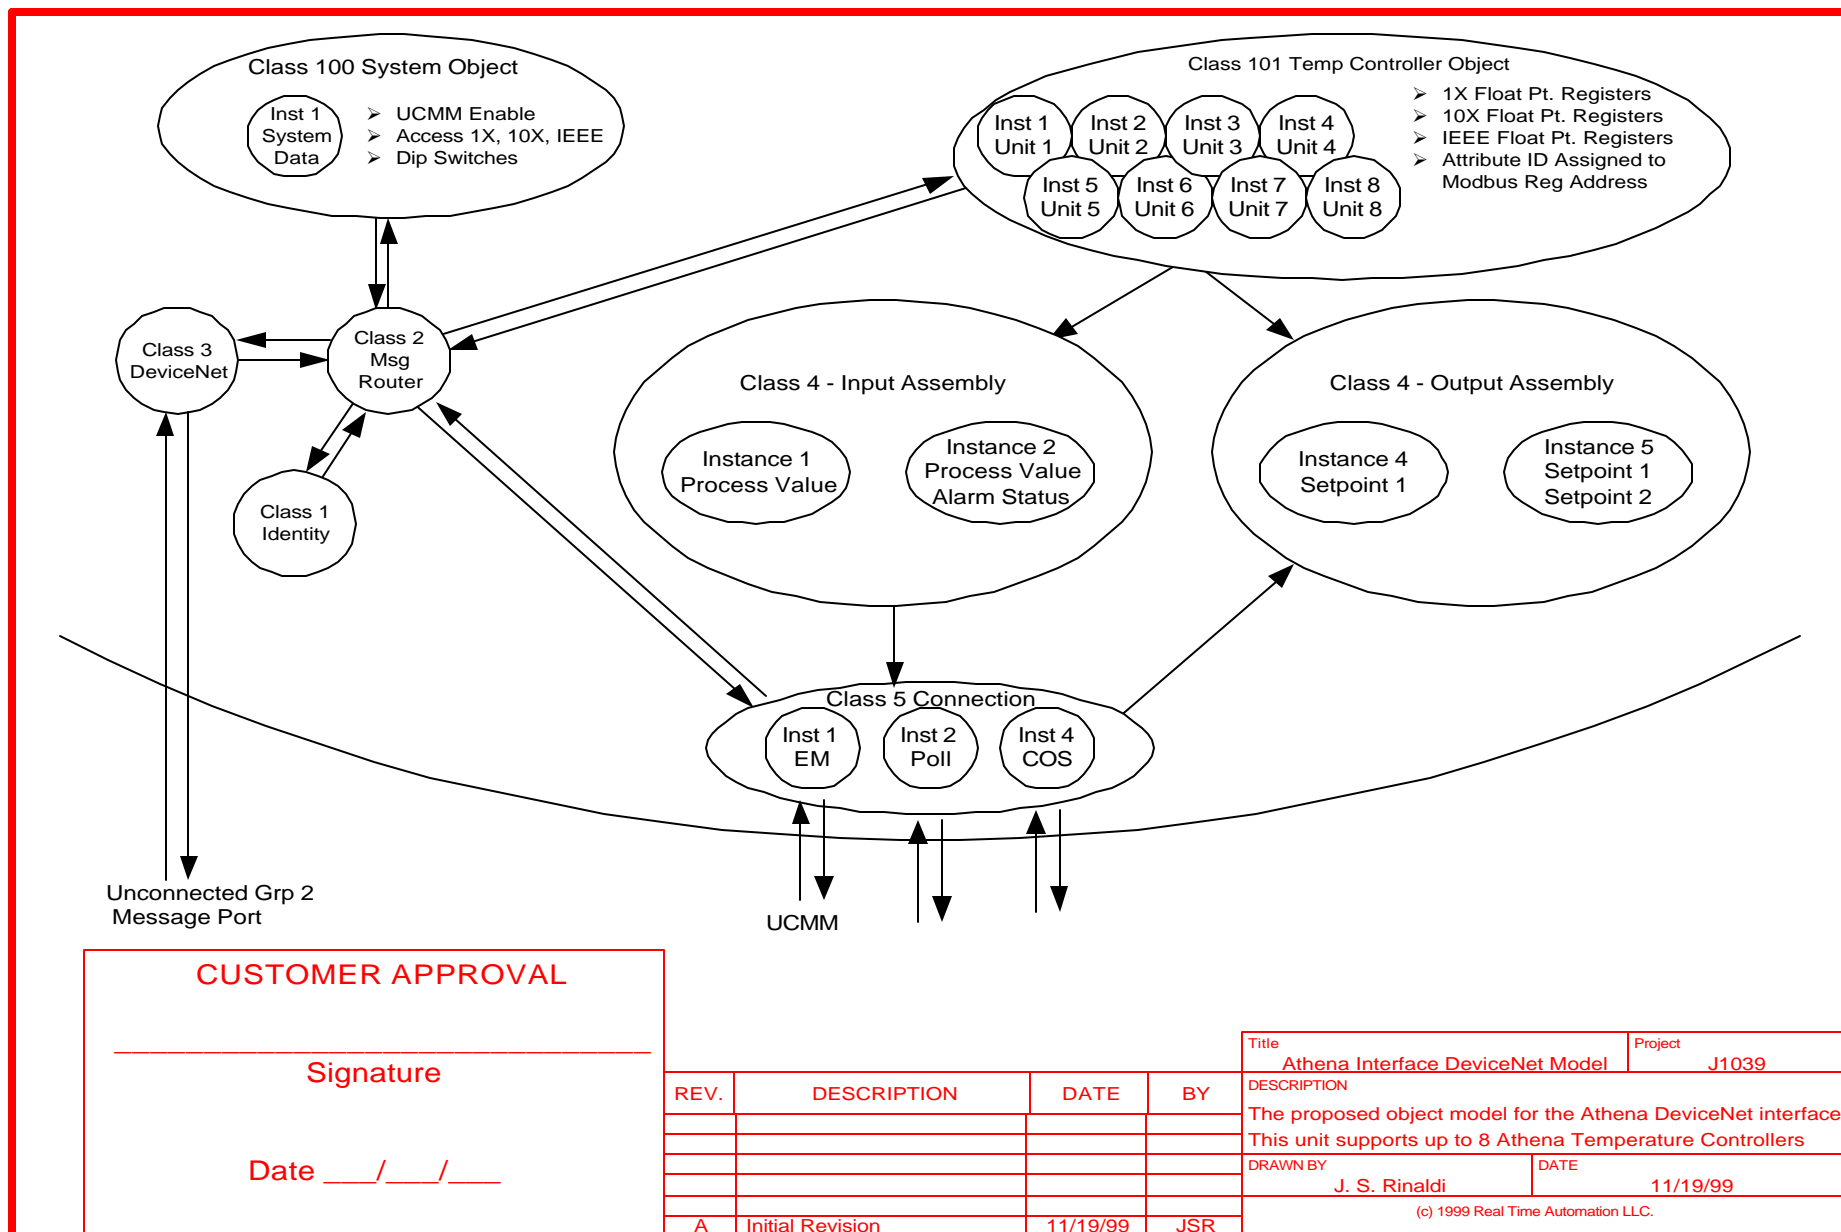 Class 100 System Object
Inst 1
System
Data
➢ UCMM Enable
➢ Access 1X, 10X, IEEE
➢ Dip Switches
Class 101 Temp Controller Object
Inst 1
Unit 1
Inst 2
Unit 2
Inst 3
Unit 3
Inst 4
Unit 4
Inst 5
Unit 5
Inst 6
Unit 6
Inst 7
Unit 7
Inst 8
Unit 8
➢ 1X Float Pt. Registers
➢ 10X Float Pt. Registers
➢ IEEE Float Pt. Registers
➢ Attribute ID Assigned to
Modbus Reg Address
Class 3
DeviceNet
Class 2
Msg
Router
Class 1
Identity
Class 4 - Input Assembly
Instance 1
Process Value
Instance 2
Process Value
Alarm Status
Class 4 - Output Assembly
Instance 4
Setpoint 1
Instance 5
Setpoint 1
Setpoint 2
Class 5 Connection
Inst 1
EM
Inst 2
Poll
Inst 4
COS
Unconnected Grp 2
Message Port
UCMM
CUSTOMER APPROVAL
Signature
Date ___/___/___
REV. DESCRIPTION DATE BY
A Initial Revision 11/19/99 JSR
Title
Athena Interface DeviceNet Model
Project
J1039
DESCRIPTION
The proposed object model for the Athena DeviceNet interface
This unit supports up to 8 Athena Temperature Controllers
DRAWN BY
J. S. Rinaldi
DATE
11/19/99
(c) 1999 Real Time Automation LLC.